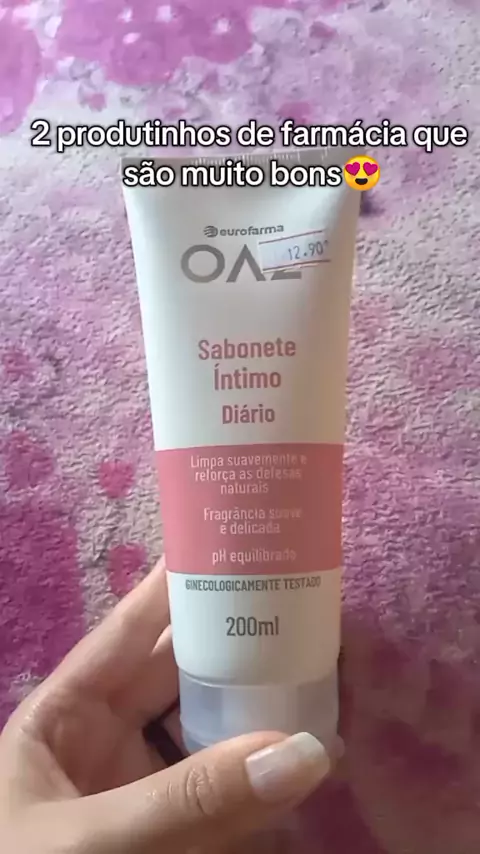 2 produtinhos de farmácia que
são muito bons😍
eurofarma
12.90
Sabonete
Íntimo
Diário
Limpa suavemente e
reforça as defesas
naturais
Fragrância suave
e delicada
pH equilibrado
GINECOLOGICAMENTE TESTADO
200ml